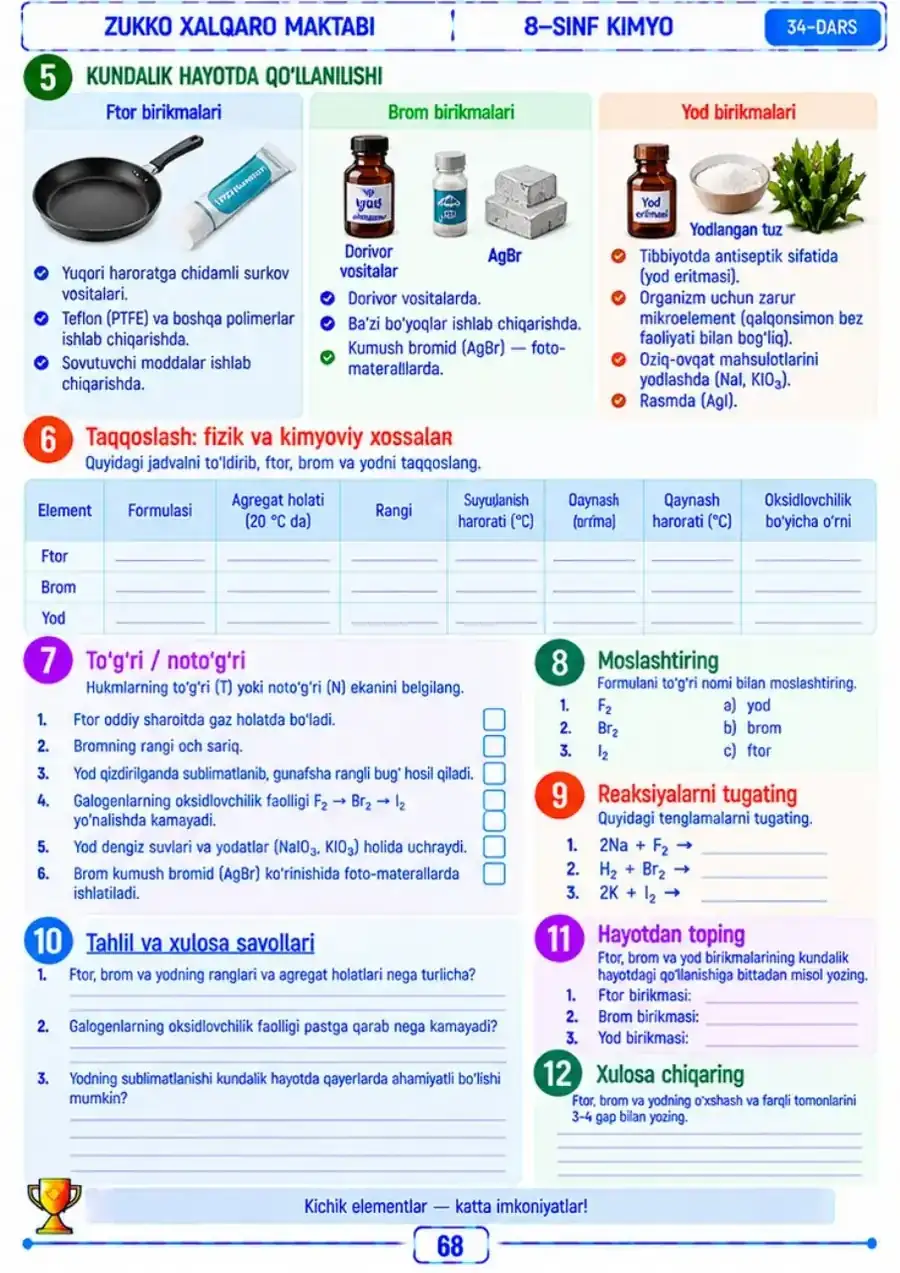 ZUKKO XALQARO MAKTABI
8–SINF KIMYO
34-DARS
5 KUNDALIK HAYOTDA QO'LLANILISHI
Ftor birikmalari
Yuqori haroratga chidamli surkov
vositalari.
Teflon (PTFE) va boshqa polimerlar
ishlab chiqarishda.
Sovutuvchi moddalar ishlab
chiqarishda.
Brom birikmalari
Dorivor
vositalar
AgBr
Dorivor vositalarda.
Ba'zi bo'yoqlar ishlab chiqarishda.
Kumush bromid (AgBr) — foto-
materalllarda.
Yod birikmalari
Yod
Yodlangan tuz
Tibbiyotda antiseptik sifatida
(yod eritmasi).
Organizm uchun zarur
mikroelement (qalqonsimon bez
faoliyati bilan bog'liq).
Oziq-ovqat mahsulotlarini
yodlashda (NaI, KIO₃).
Rasmda (AgI).
6 Taqqoslash: fizik va kimyoviy xossalar
Quyidagi jadvalni to'ldirib, ftor, brom va yodni taqqoslang.
Element
Formulasi
Agregat holati
(20 °C da)
Rangi
Suyuqlanish
harorati (°C)
Qaynash
Qaynash
harorati (°C)
Oksidlovchilik
bo'yicha o'rni
Ftor
Brom
Yod
7 To'g'ri / noto'g'ri
Hukmlarning to'g'ri (T) yoki noto'g'ri (N) ekanini belgilang.
1. Ftor oddiy sharoitda gaz holatda bo'ladi.
2. Bromning rangi och sariq.
3. Yod qizdirilganda sublimatlanib, gunafsha rangli bug' hosil qiladi.
4. Galogenlarning oksidlovchilik faolligi F₂ → Br₂ → I₂
yo'nalishda kamayadi.
5. Yod dengiz suvlari va yodatlar (NaIO₃, KIO₃) holida uchraydi.
6. Brom kumush bromid (AgBr) ko'rinishida foto-materallarda
ishlatiladi.
8 Moslashtiring
Formulani to'g'ri nomi bilan moslashtiring.
1. F₂ a) yod
2. Br₂ b) brom
3. I₂ c) ftor
9 Reaksiyalarni tugating
Quyidagi tenglamalarni tugating.
1. 2Na + F₂ →
2. H₂ + Br₂ →
3. 2K + I₂ →
10 Tahlil va xulosa savollari
1. Ftor, brom va yodning ranglari va agregat holatlari nega turlicha?
2. Galogenlarning oksidlovchilik faolligi pastga qarab nega kamayadi?
3. Yodning sublimatlanishi kundalik hayotda qayerlarda ahamiyatli bo'lishi
mumkin?
11 Hayotdan toping
Ftor, brom va yod birikmalarining kundalik
hayotdagi qo'llanishiga bittadan misol yozing.
1. Ftor birikmasi:
2. Brom birikmasi:
3. Yod birikmasi:
12 Xulosa chiqaring
Ftor, brom va yodning o'xshash va farqli tomonlarini
3-4 gap bilan yozing.
Kichik elementlar — katta imkoniyatlar!
68